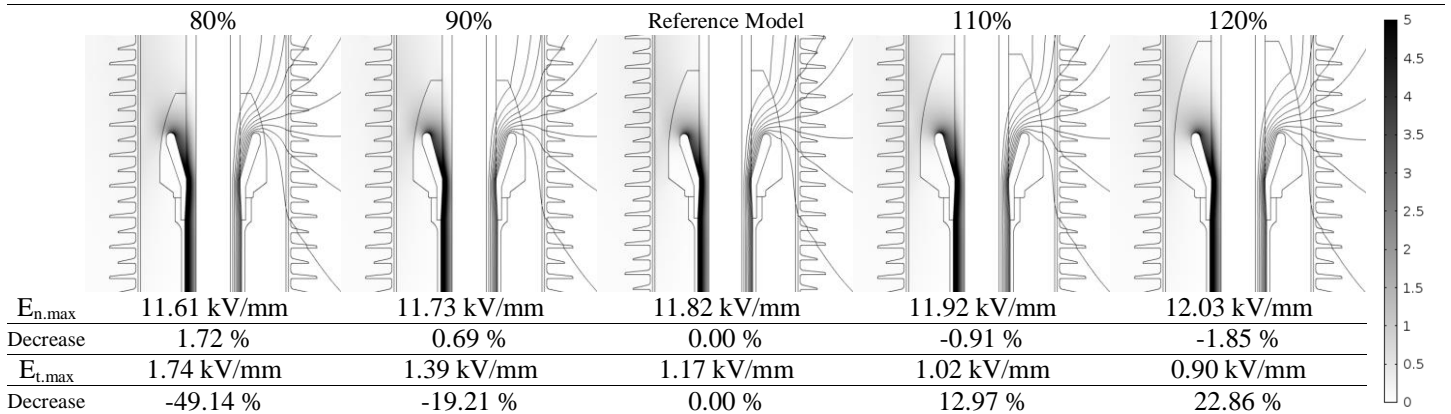 80% 90% Reference Model 110% 120%
5
4.5
4
3.5
3
2.5
2
1.5
1
0.5
0
E_n.max 11.61 kV/mm 11.73 kV/mm 11.82 kV/mm 11.92 kV/mm 12.03 kV/mm
Decrease 1.72 % 0.69 % 0.00 % -0.91 % -1.85 %
E_t.max 1.74 kV/mm 1.39 kV/mm 1.17 kV/mm 1.02 kV/mm 0.90 kV/mm
Decrease -49.14 % -19.21 % 0.00 % 12.97 % 22.86 %